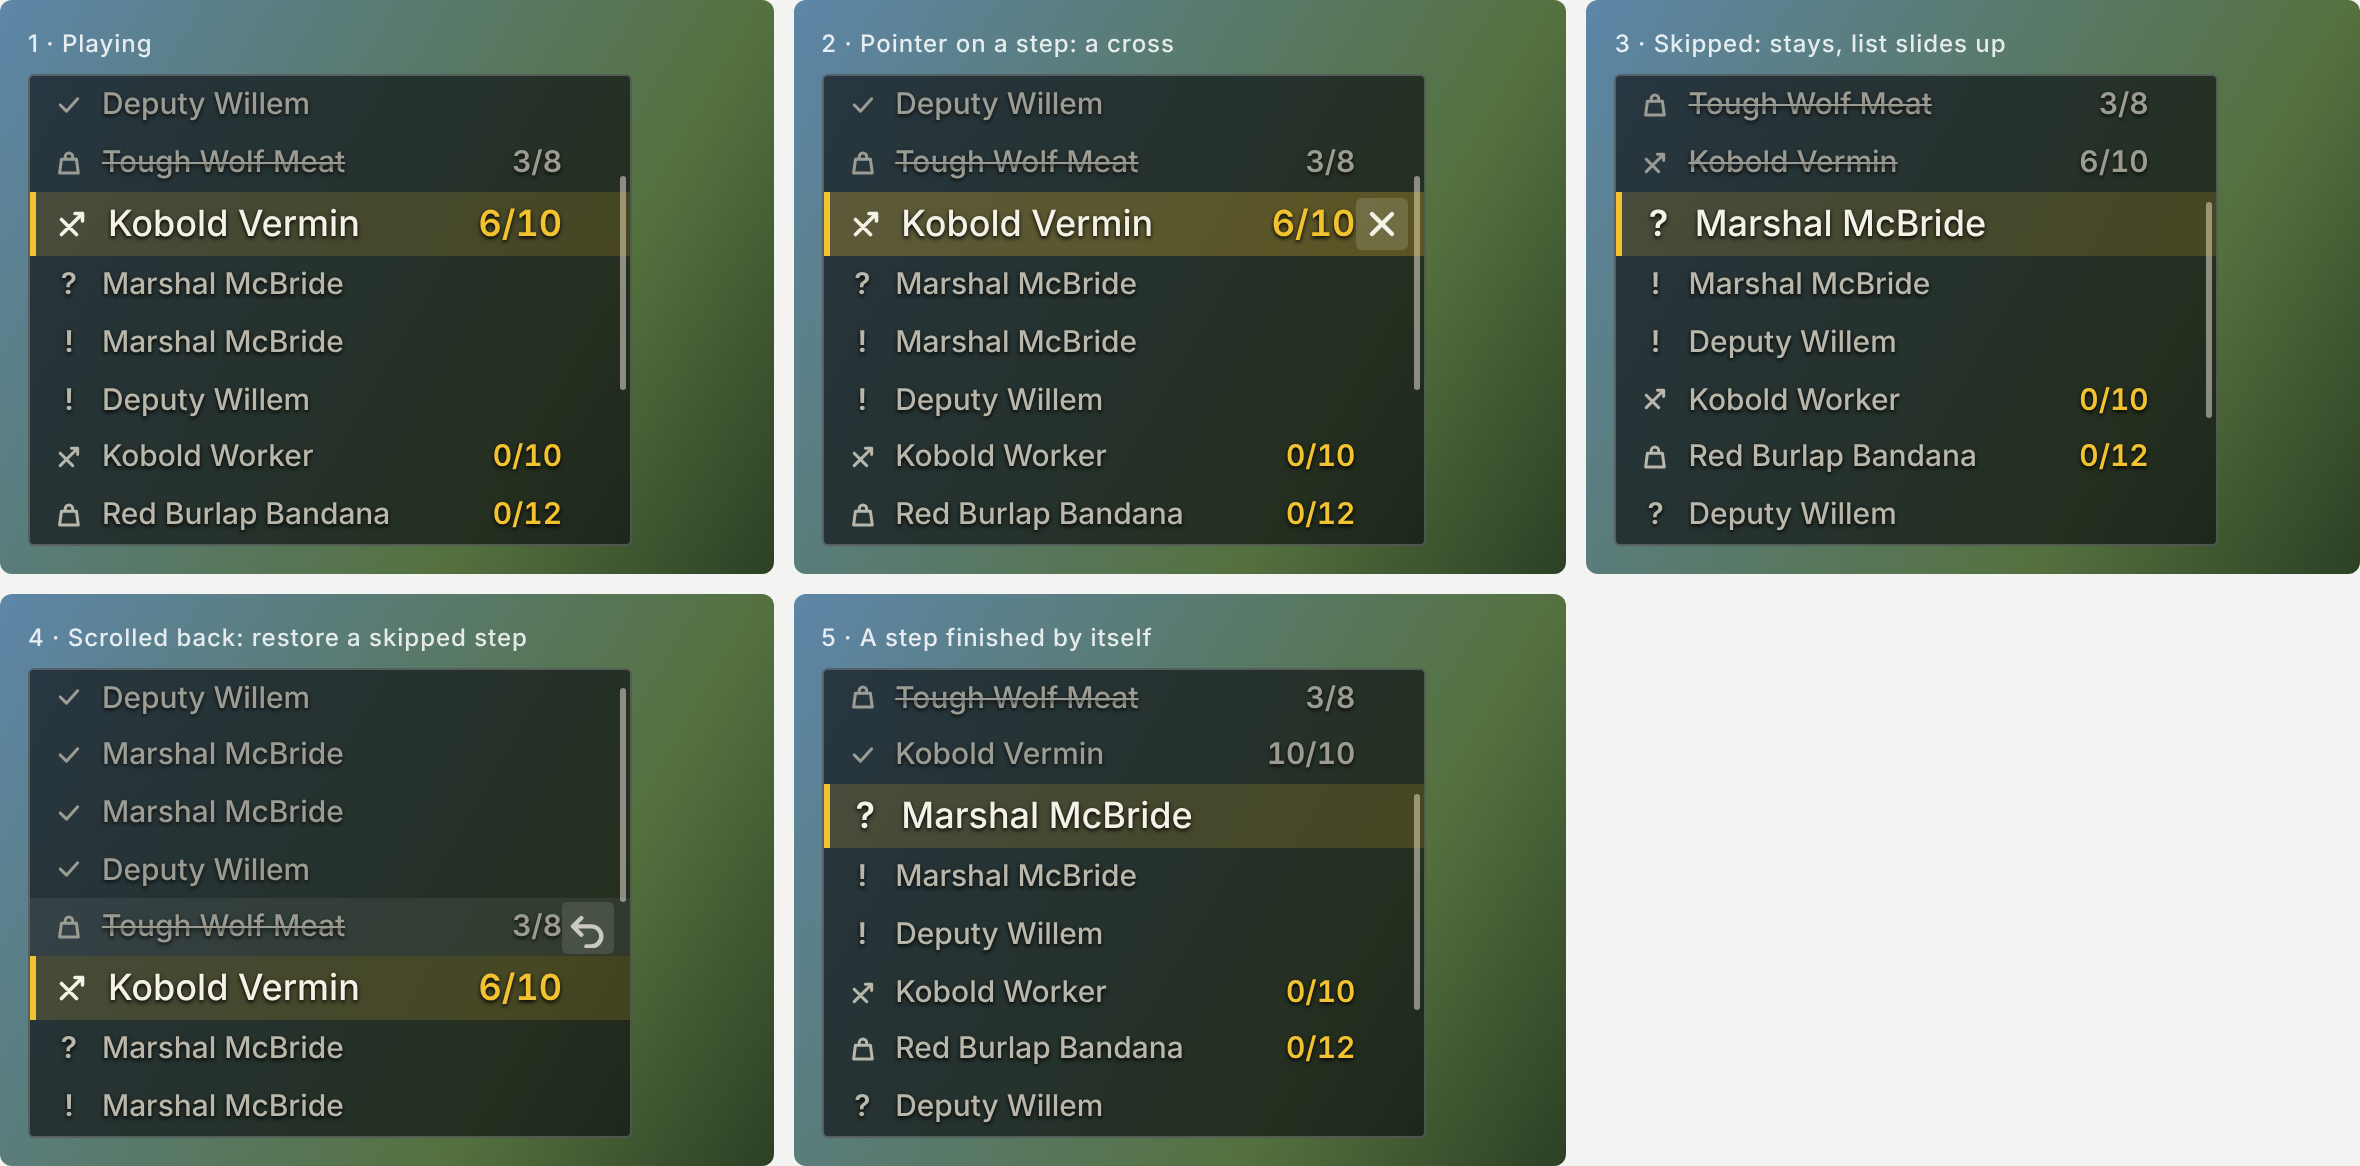 1 · Playing
Deputy Willem
Tough Wolf Meat 3/8
Kobold Vermin 6/10
? Marshal McBride
! Marshal McBride
! Deputy Willem
Kobold Worker 0/10
Red Burlap Bandana 0/12
2 · Pointer on a step: a cross
Deputy Willem
Tough Wolf Meat 3/8
Kobold Vermin 6/10
? Marshal McBride
! Marshal McBride
! Deputy Willem
Kobold Worker 0/10
Red Burlap Bandana 0/12
3 · Skipped: stays, list slides up
Tough Wolf Meat 3/8
Kobold Vermin 6/10
? Marshal McBride
! Marshal McBride
! Deputy Willem
Kobold Worker 0/10
Red Burlap Bandana 0/12
? Deputy Willem
4 · Scrolled back: restore a skipped step
Deputy Willem
Marshal McBride
Marshal McBride
Deputy Willem
Tough Wolf Meat 3/8
Kobold Vermin 6/10
? Marshal McBride
! Marshal McBride
5 · A step finished by itself
Tough Wolf Meat 3/8
Kobold Vermin 10/10
? Marshal McBride
! Marshal McBride
! Deputy Willem
Kobold Worker 0/10
Red Burlap Bandana 0/12
? Deputy Willem